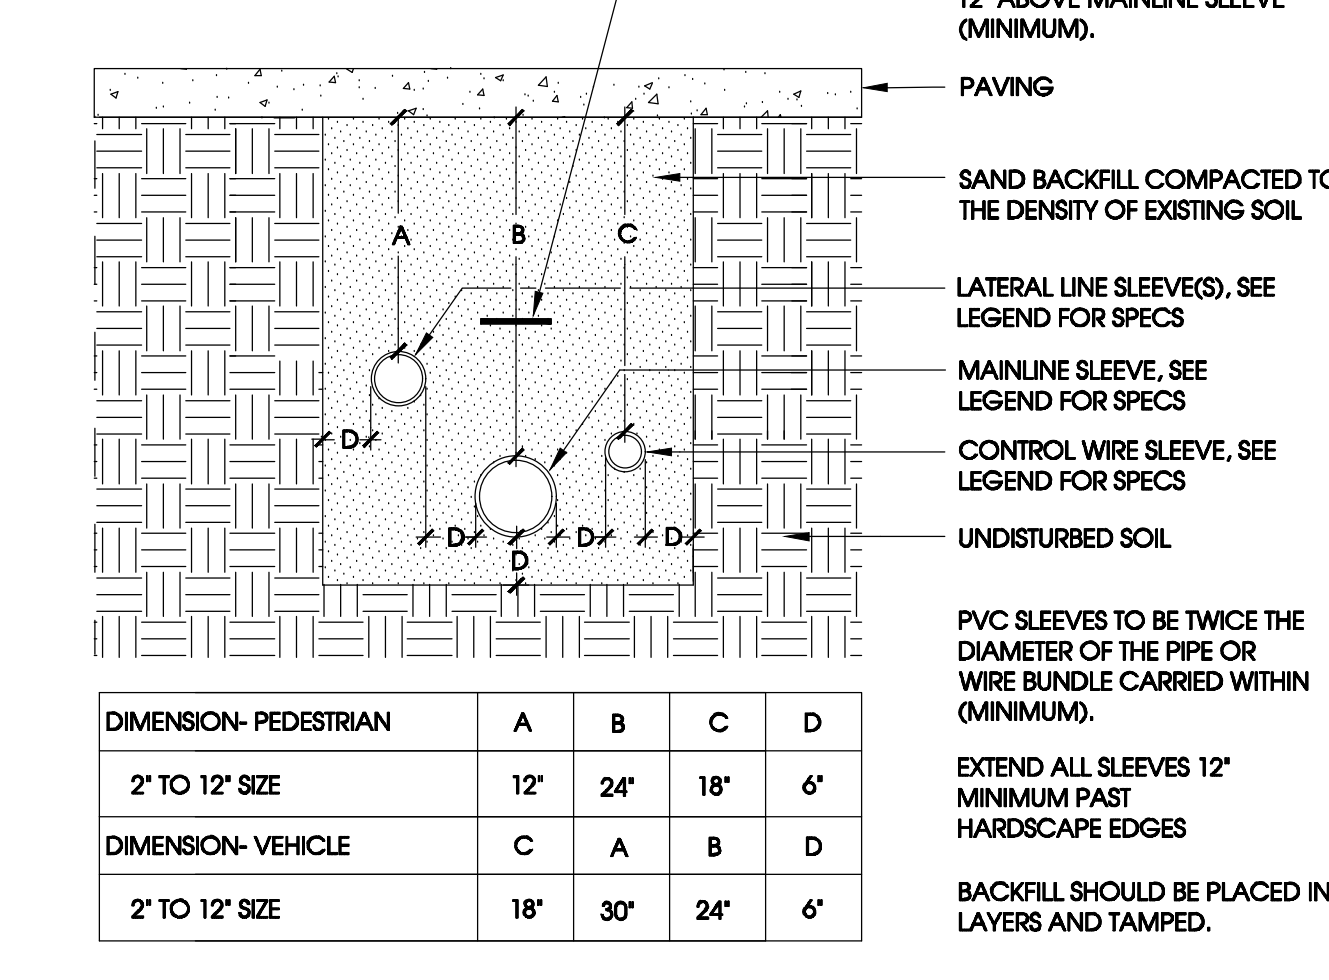 12" ABOVE MAINLINE SLEEVE
(MINIMUM).
PAVING
SAND BACKFILL COMPACTED TO
THE DENSITY OF EXISTING SOIL
A
B
C
LATERAL LINE SLEEVE(S), SEE
LEGEND FOR SPECS
MAINLINE SLEEVE, SEE
LEGEND FOR SPECS
D
CONTROL WIRE SLEEVE, SEE
LEGEND FOR SPECS
D
D
D
UNDISTURBED SOIL
D
PVC SLEEVES TO BE TWICE THE
DIAMETER OF THE PIPE OR
WIRE BUNDLE CARRIED WITHIN
(MINIMUM).
EXTEND ALL SLEEVES 12"
MINIMUM PAST
HARDSCAPE EDGES
BACKFILL SHOULD BE PLACED IN
LAYERS AND TAMPED.
DIMENSION- PEDESTRIAN A B C D
2" TO 12" SIZE 12" 24" 18" 6"
DIMENSION- VEHICLE C A B D
2" TO 12" SIZE 18" 30" 24" 6"